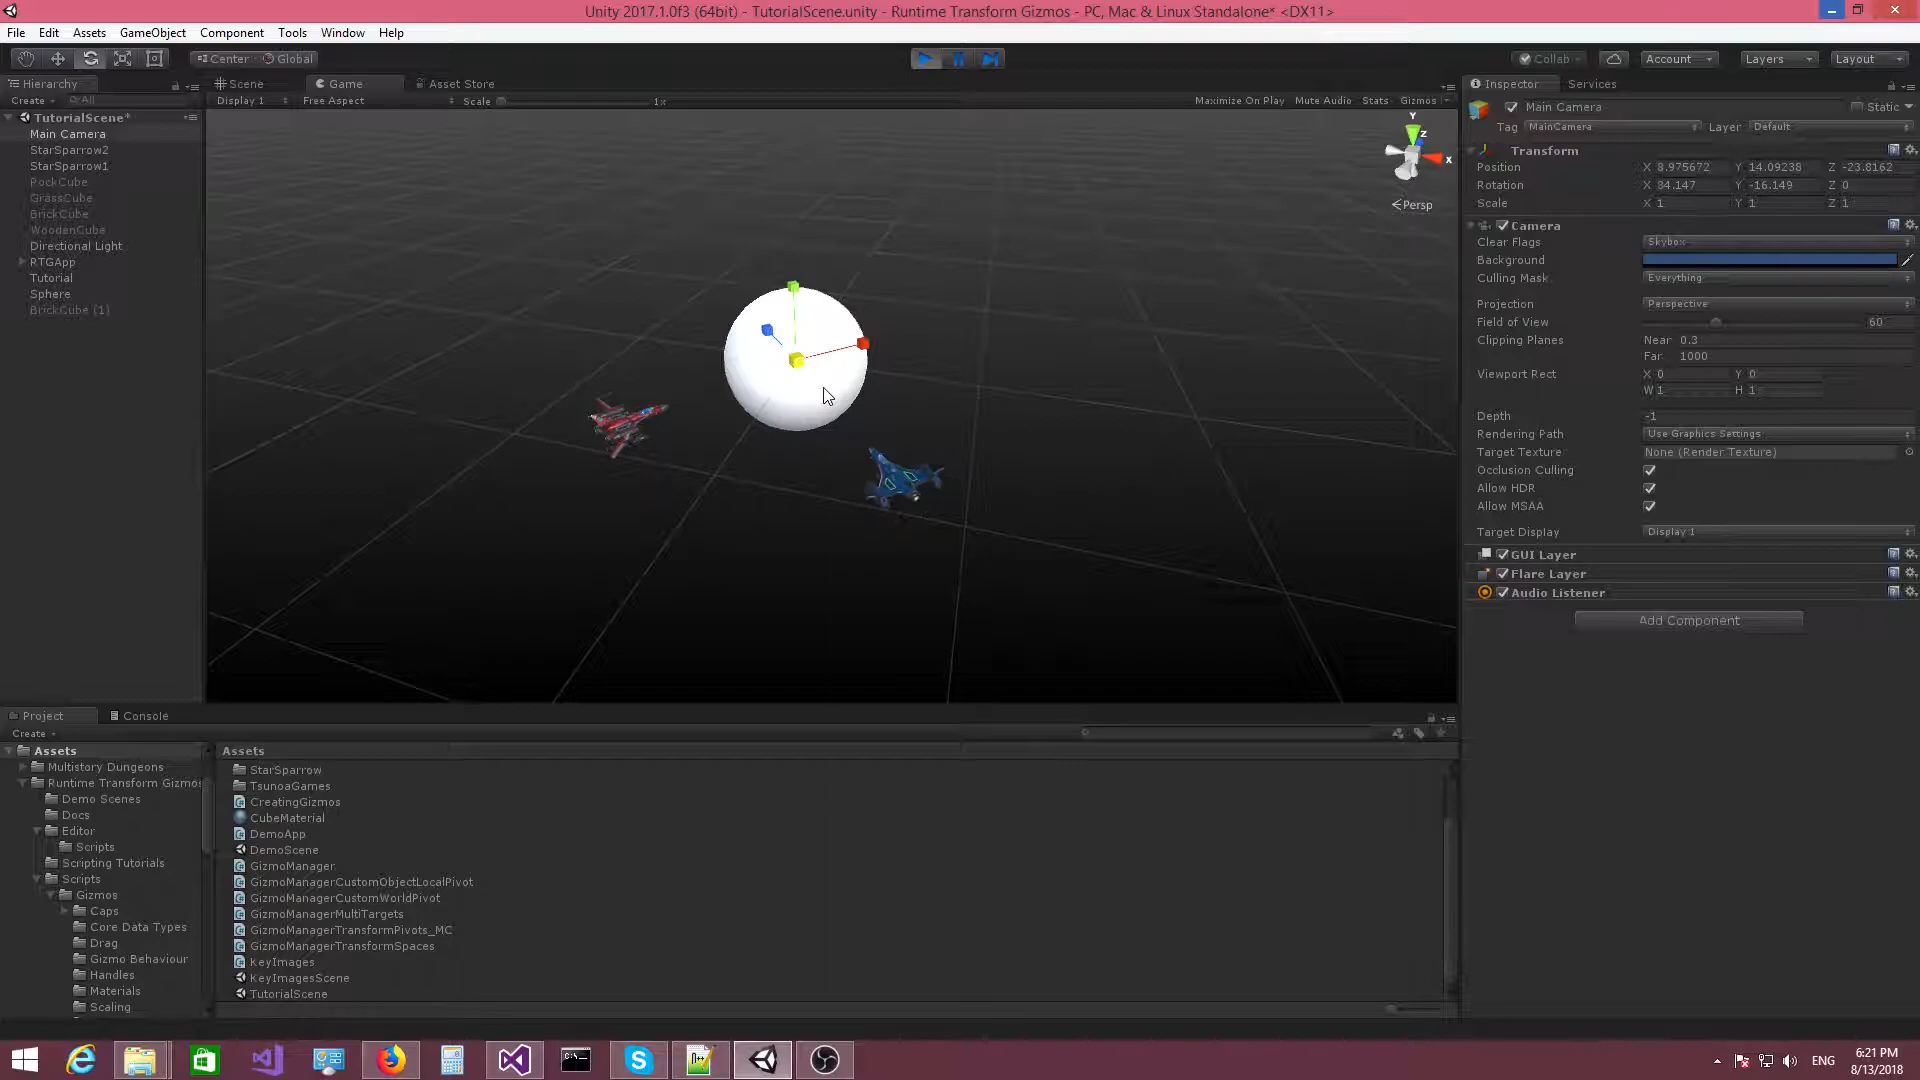 Unity 2017.1.0f3 (64bit) - TutorialScene.unity - Runtime Transform Gizmos - PC, Mac & Linux Standalone* <DX11>
File Edit Assets GameObject Component Tools Window Help
Center Global
Collab Account Layers Layout
Hierarchy
Create All
TutorialScene*
Main Camera
StarSparrow2
StarSparrow1
RockCube
GrassCube
BrickCube
WoodenCube
Directional Light
RTGApp
Tutorial
Sphere
BrickCube (1)
Scene Game Asset Store
Display 1 Free Aspect Scale 1x Maximize On Play Mute Audio Stats Gizmos
Y
Z
X
Persp
Inspector Services
Main Camera Static
Tag MainCamera Layer Default
Transform
Position X 8.975672 Y 14.09238 Z -23.8162
Rotation X 34.147 Y -16.149 Z 0
Scale X 1 Y 1 Z 1
Camera
Clear Flags Skybox
Background
Culling Mask Everything
Projection Perspective
Field of View 60
Clipping Planes Near 0.3
Far 1000
Viewport Rect X 0 Y 0
W 1 H 1
Depth -1
Rendering Path Use Graphics Settings
Target Texture None (Render Texture)
Occlusion Culling
Allow HDR
Allow MSAA
Target Display Display 1
GUI Layer
Flare Layer
Audio Listener
Add Component
Project Console
Create
Assets
Multistory Dungeons
Runtime Transform Gizmos
Demo Scenes
Docs
Editor
Scripts
Scripting Tutorials
Scripts
Gizmos
Caps
Core Data Types
Drag
Gizmo Behaviour
Handles
Materials
Scaling
Assets
StarSparrow
TsunoaGames
CreatingGizmos
CubeMaterial
DemoApp
DemoScene
GizmoManager
GizmoManagerCustomObjectLocalPivot
GizmoManagerCustomWorldPivot
GizmoManagerMultiTargets
GizmoManagerTransformPivots_MC
GizmoManagerTransformSpaces
KeyImages
KeyImagesScene
TutorialScene
ENG
6:21 PM
8/13/2018